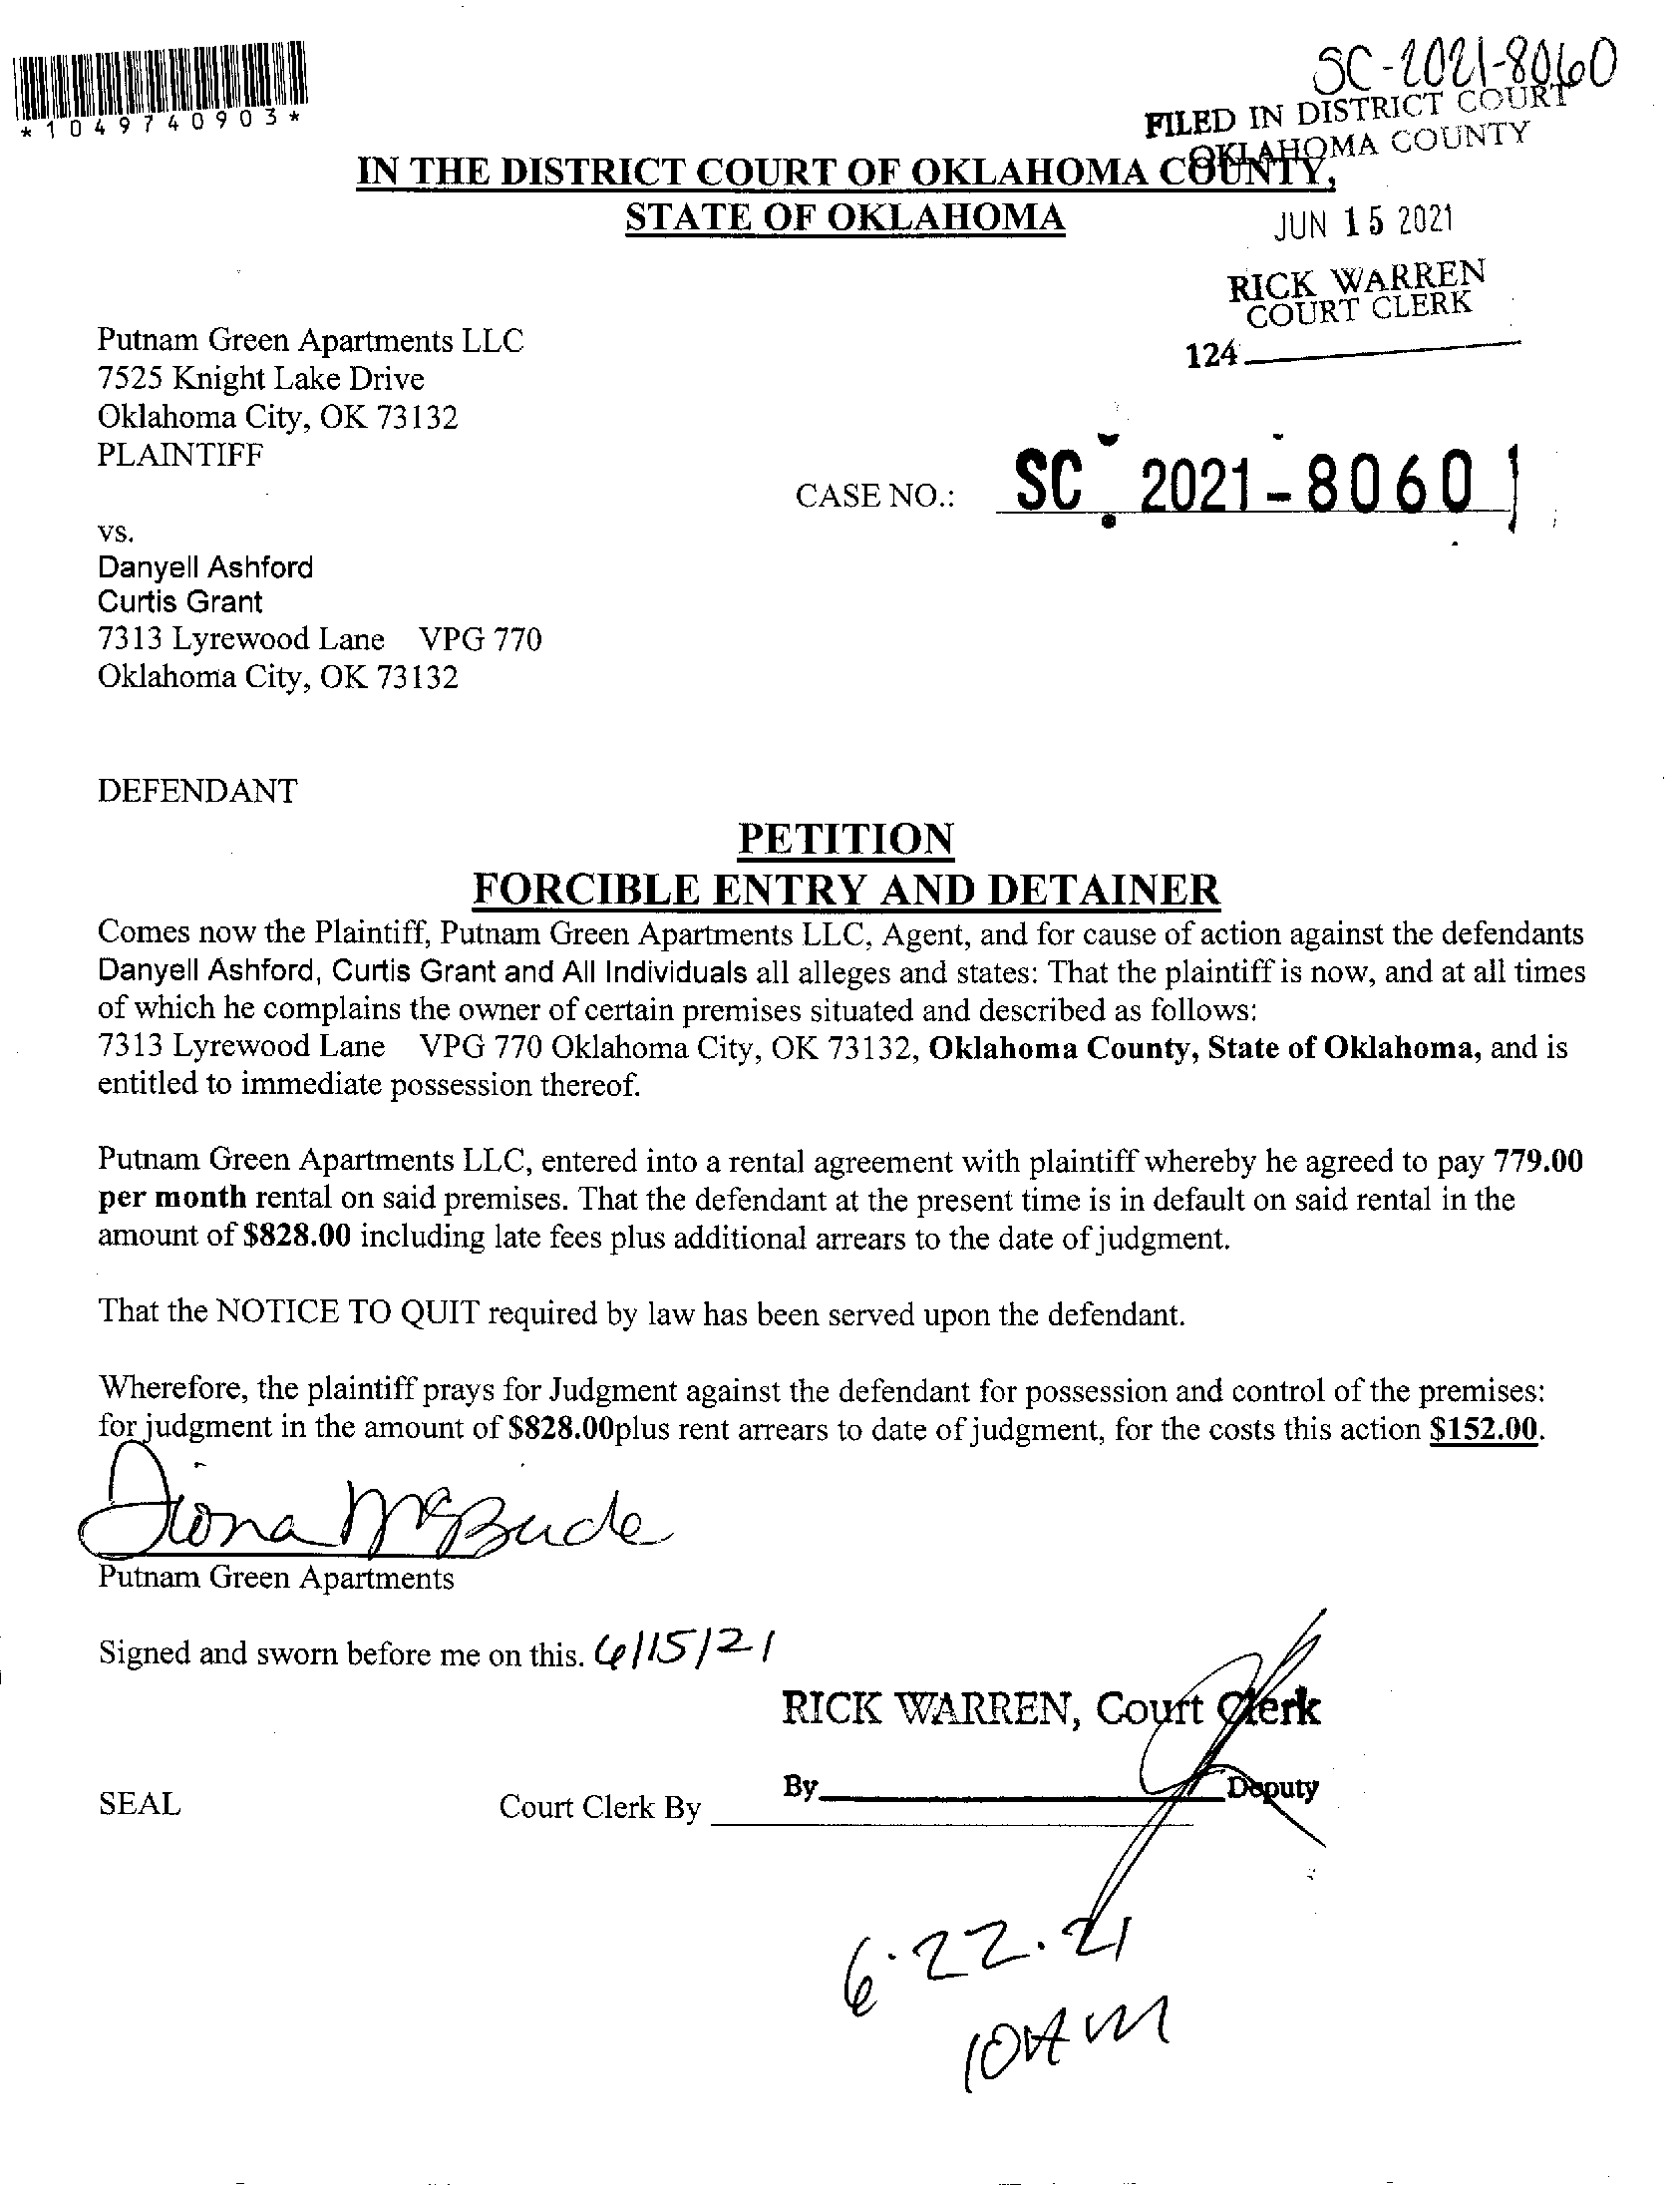 SC-2021-8060
*1049740903*
FILED IN DISTRICT COURT
OKLAHOMA COUNTY
IN THE DISTRICT COURT OF OKLAHOMA COUNTY,
STATE OF OKLAHOMA
JUN 15 2021
RICK WARREN
COURT CLERK
124
Putnam Green Apartments LLC
7525 Knight Lake Drive
Oklahoma City, OK 73132
PLAINTIFF
CASE NO.: SC 2021-8060
vs.
Danyell Ashford
Curtis Grant
7313 Lyrewood Lane VPG 770
Oklahoma City, OK 73132
DEFENDANT
PETITION
FORCIBLE ENTRY AND DETAINER
Comes now the Plaintiff, Putnam Green Apartments LLC, Agent, and for cause of action against the defendants
Danyell Ashford, Curtis Grant and All Individuals all alleges and states: That the plaintiff is now, and at all times
of which he complains the owner of certain premises situated and described as follows:
7313 Lyrewood Lane VPG 770 Oklahoma City, OK 73132, Oklahoma County, State of Oklahoma, and is
entitled to immediate possession thereof.
Putnam Green Apartments LLC, entered into a rental agreement with plaintiff whereby he agreed to pay 779.00
per month rental on said premises. That the defendant at the present time is in default on said rental in the
amount of $828.00 including late fees plus additional arrears to the date of judgment.
That the NOTICE TO QUIT required by law has been served upon the defendant.
Wherefore, the plaintiff prays for Judgment against the defendant for possession and control of the premises:
for judgment in the amount of $828.00plus rent arrears to date of judgment, for the costs this action $152.00.
Putnam Green Apartments
Signed and sworn before me on this. 6/15/21
RICK WARREN, Court Clerk
By Deputy
SEAL Court Clerk By
6.22.21
10AM